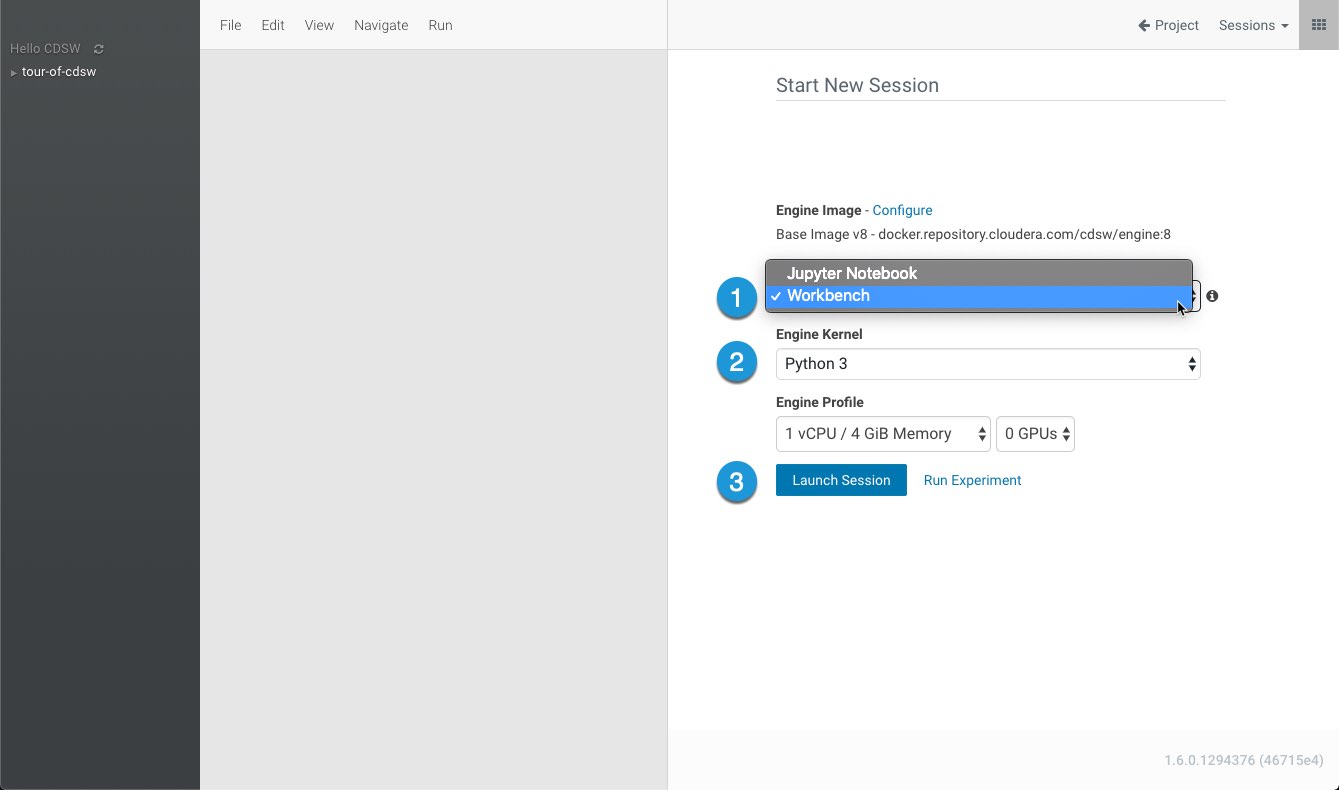 File Edit View Navigate Run
Project Sessions
Hello CDSW
tour-of-cdsw
Start New Session
Engine Image - Configure
Base Image v8 - docker.repository.cloudera.com/cdsw/engine:8
Jupyter Notebook
1 ✓ Workbench
Engine Kernel
2 Python 3
Engine Profile
1 vCPU / 4 GiB Memory 0 GPUs
3 Launch Session Run Experiment
1.6.0.1294376 (46715e4)